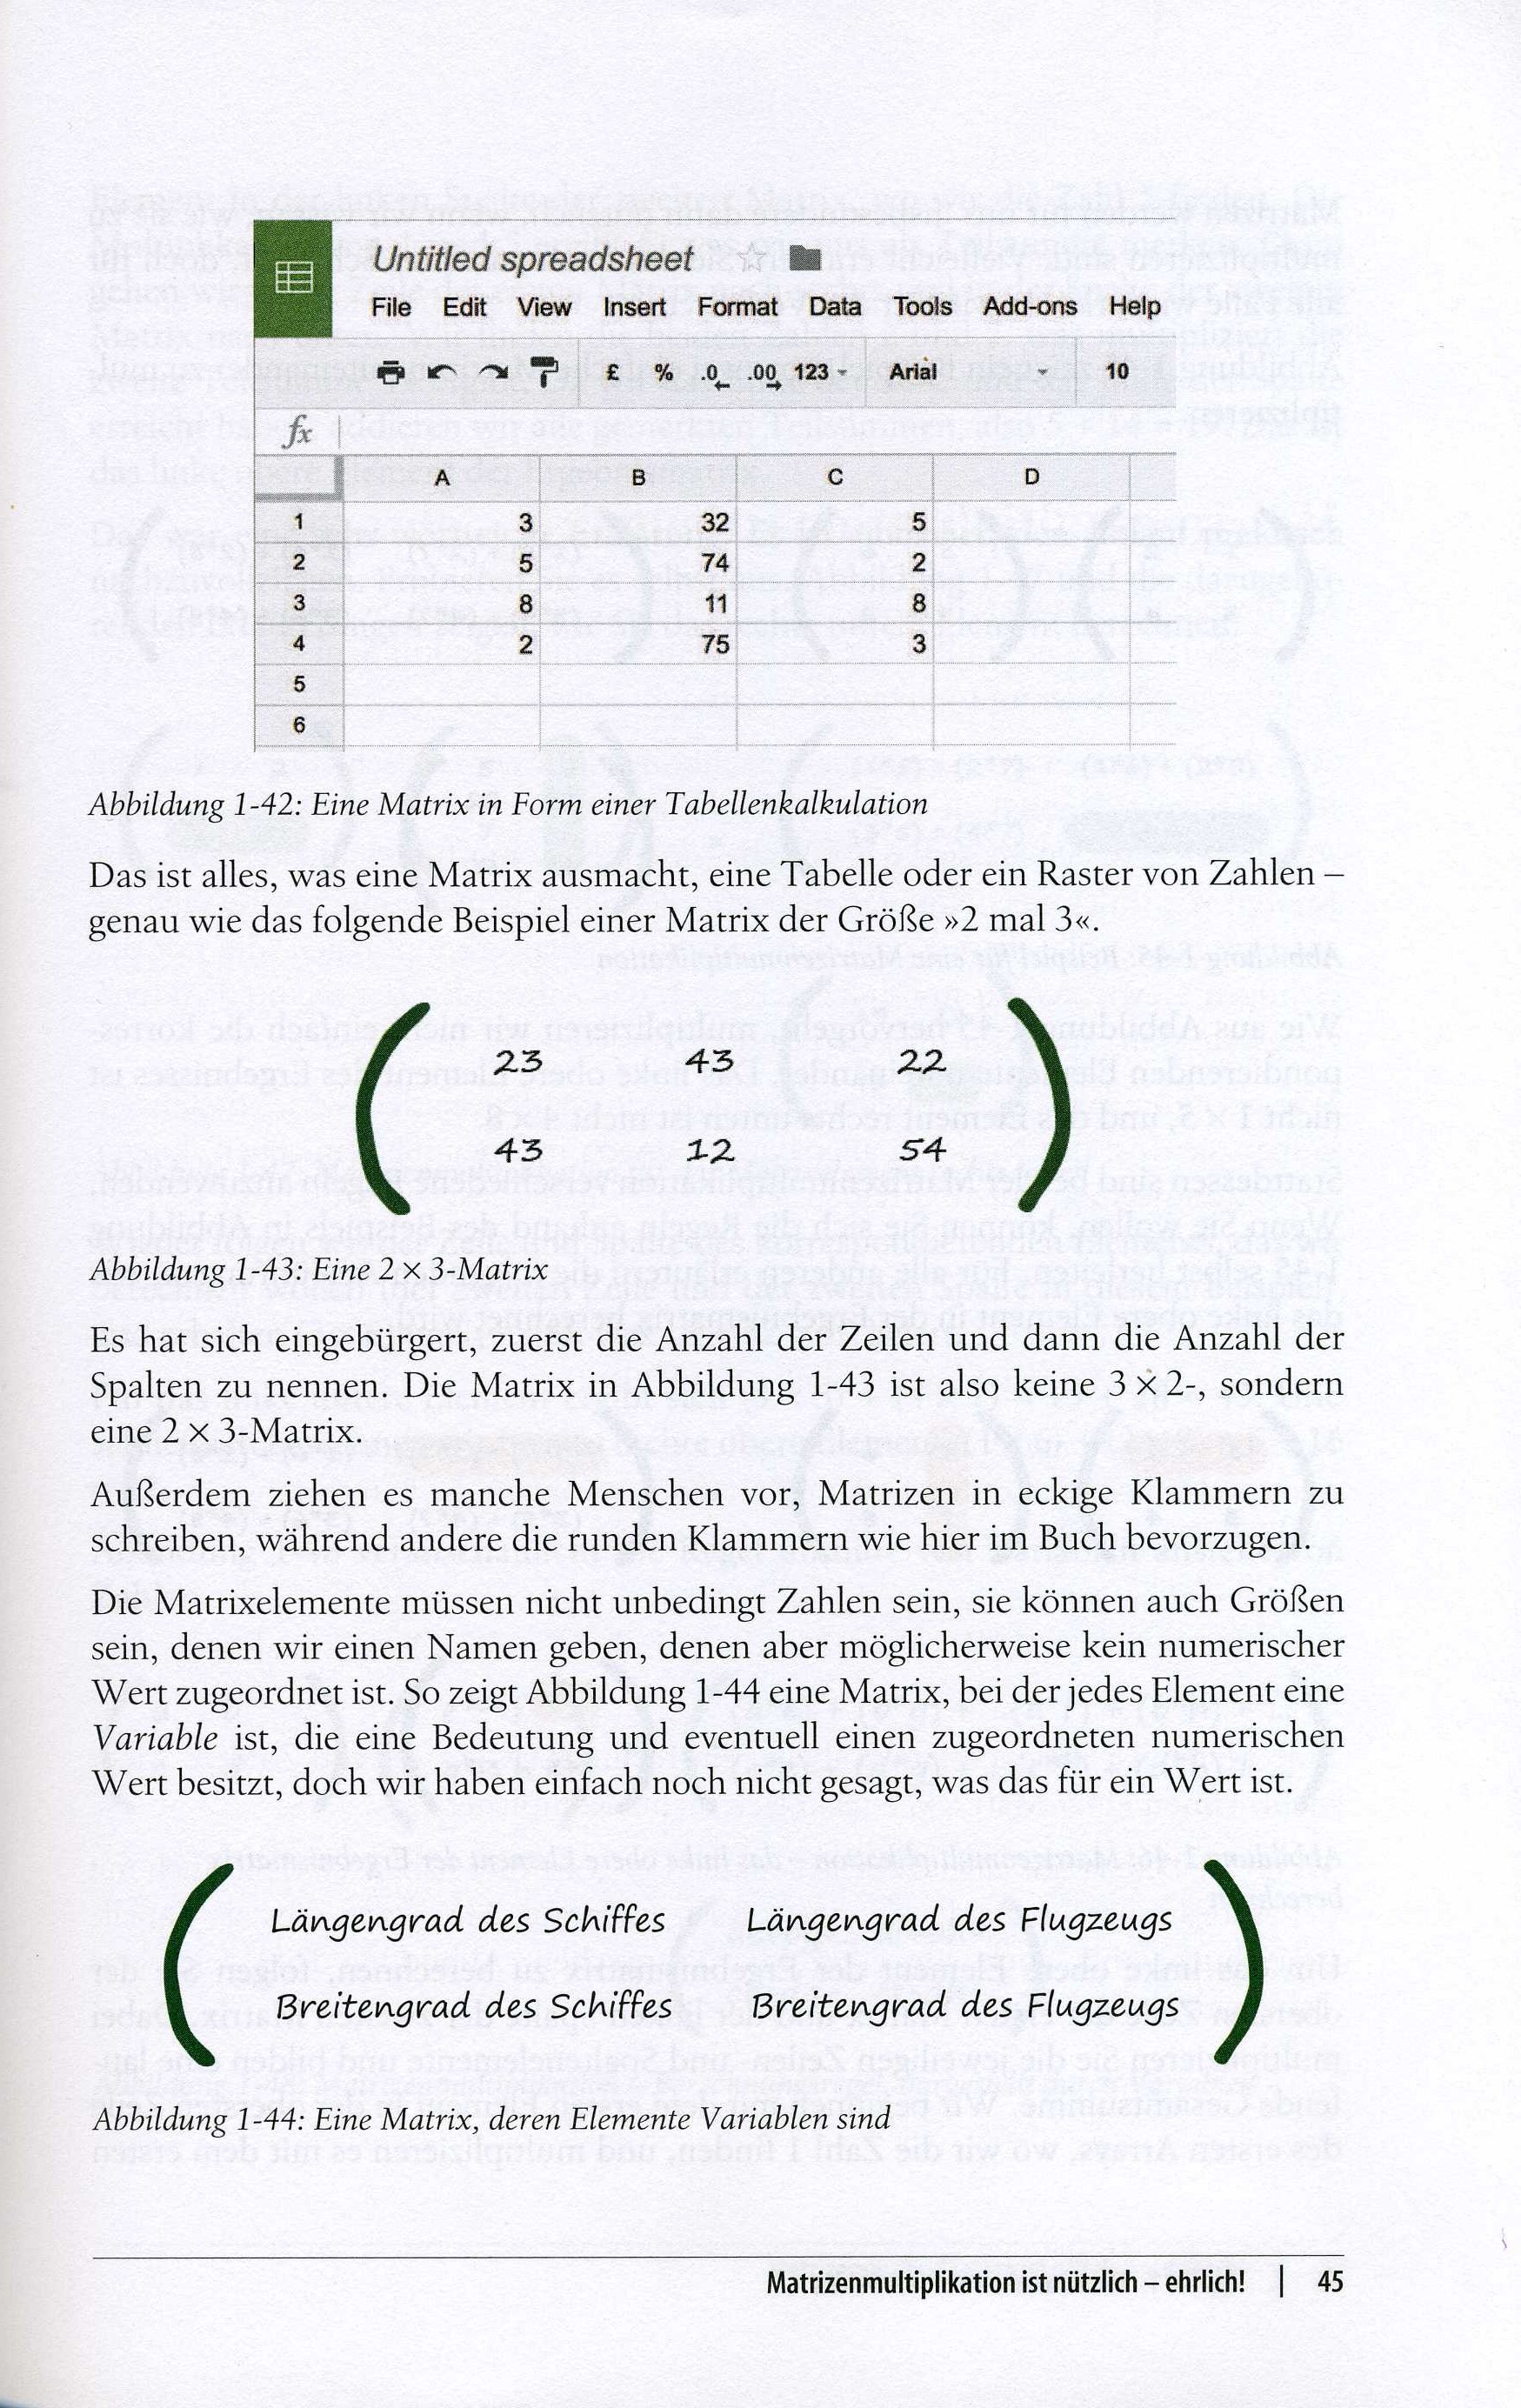 Untitled spreadsheet
File Edit View Insert Format Data Tools Add-ons Help
£ % .0 .00 123 Arial 10
fx
A B C D
1 3 32 5
2 5 74 2
3 8 11 8
4 2 75 3
5
6
Abbildung 1-42: Eine Matrix in Form einer Tabellenkalkulation
Das ist alles, was eine Matrix ausmacht, eine Tabelle oder ein Raster von Zahlen –
genau wie das folgende Beispiel einer Matrix der Größe »2 mal 3«.
23 43 22
43 12 54
Abbildung 1-43: Eine 2 × 3-Matrix
Es hat sich eingebürgert, zuerst die Anzahl der Zeilen und dann die Anzahl der
Spalten zu nennen. Die Matrix in Abbildung 1-43 ist also keine 3 × 2-, sondern
eine 2 × 3-Matrix.
Außerdem ziehen es manche Menschen vor, Matrizen in eckige Klammern zu
schreiben, während andere die runden Klammern wie hier im Buch bevorzugen.
Die Matrixelemente müssen nicht unbedingt Zahlen sein, sie können auch Größen
sein, denen wir einen Namen geben, denen aber möglicherweise kein numerischer
Wert zugeordnet ist. So zeigt Abbildung 1-44 eine Matrix, bei der jedes Element eine
Variable ist, die eine Bedeutung und eventuell einen zugeordneten numerischen
Wert besitzt, doch wir haben einfach noch nicht gesagt, was das für ein Wert ist.
Längengrad des Schiffes Längengrad des Flugzeugs
Breitengrad des Schiffes Breitengrad des Flugzeugs
Abbildung 1-44: Eine Matrix, deren Elemente Variablen sind
Matrizenmultiplikation ist nützlich – ehrlich! | 45